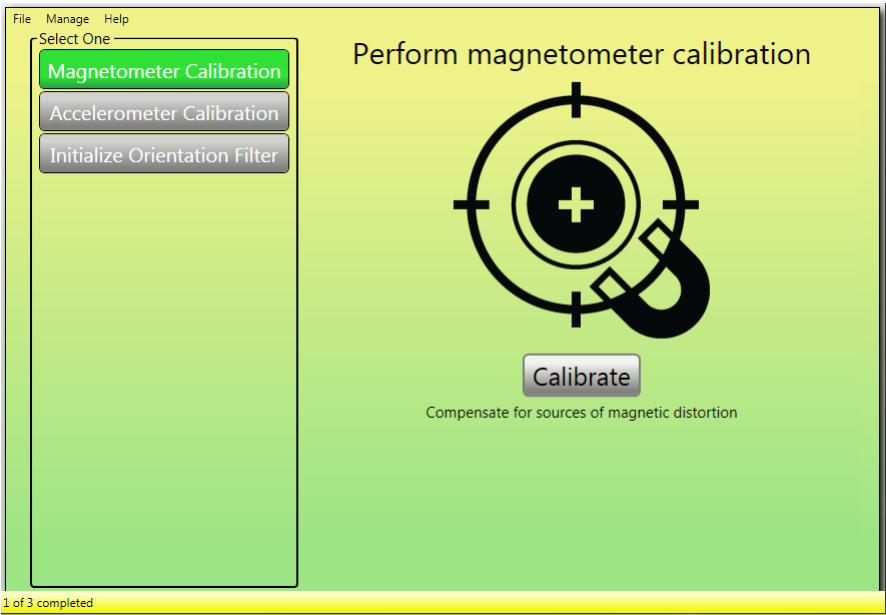 File Manage Help
Select One
Magnetometer Calibration
Accelerometer Calibration
Initialize Orientation Filter
Perform magnetometer calibration
Calibrate
Compensate for sources of magnetic distortion
1 of 3 completed